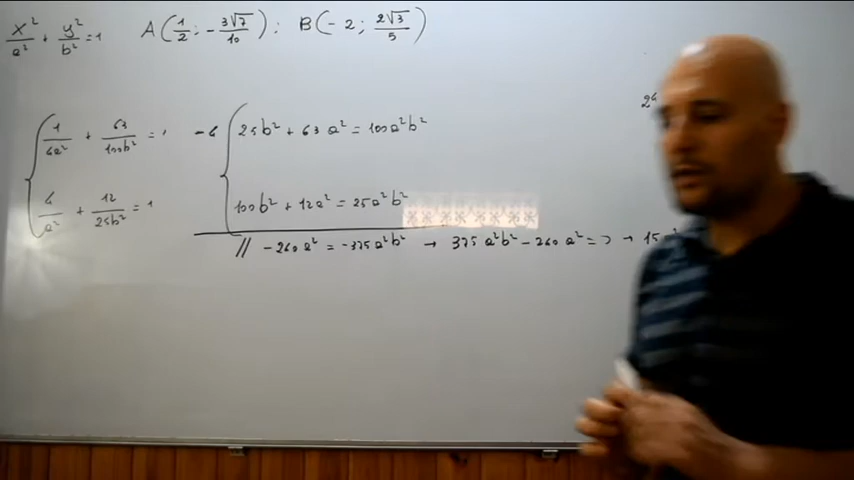 x²/a² + y²/b² = 1 A(1/2 ; -3√7/10) ; B(-2 ; 2√3/5)
1/4a² + 63/100b² = 1 -4 25b² + 63a² = 100a²b²
4/a² + 12/25b² = 1 100b² + 12a² = 25a²b²
// -240a² = -375a²b² → 375a²b² - 240a² = → 15